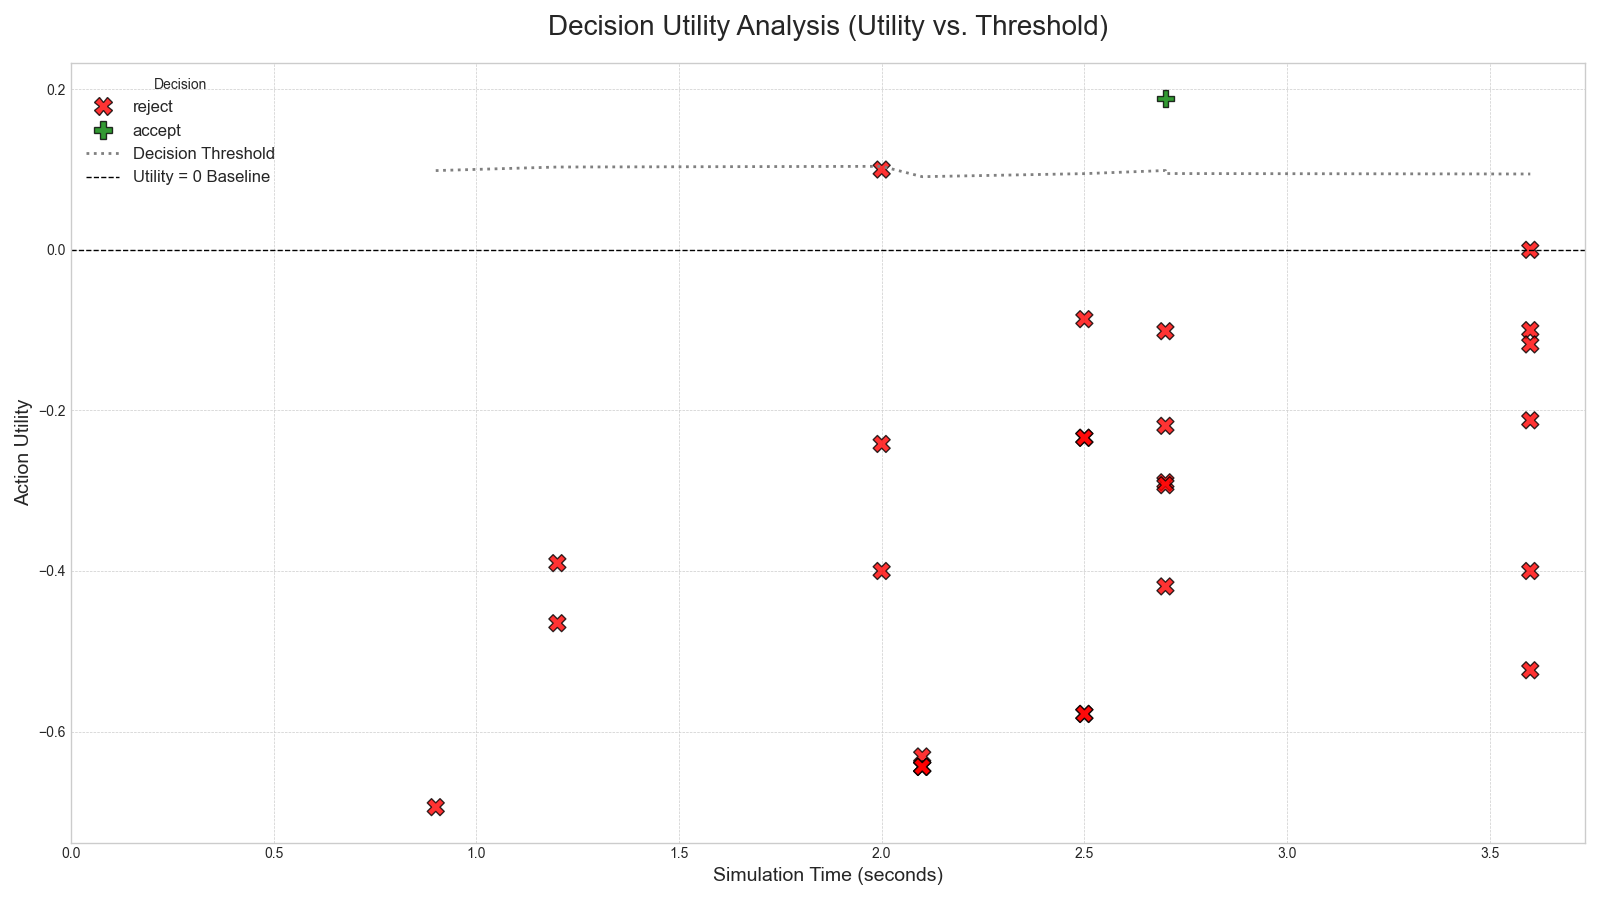 Decision Utility Analysis (Utility vs. Threshold)
Decision
reject
accept
Decision Threshold
Utility = 0 Baseline
Action Utility
0.2
0.0
−0.2
−0.4
−0.6
0.0 0.5 1.0 1.5 2.0 2.5 3.0 3.5
Simulation Time (seconds)